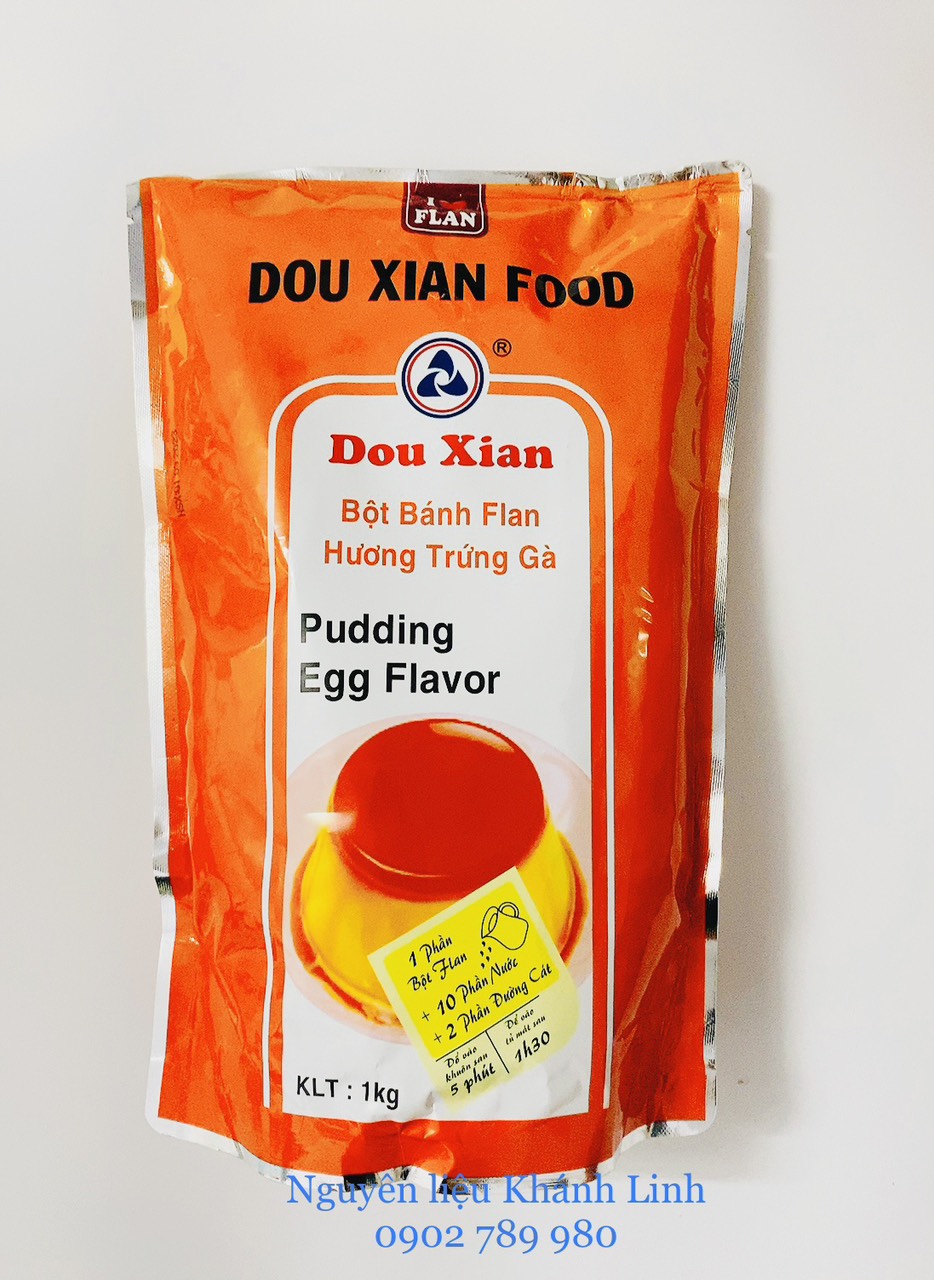 I
FLAN
DOU XIAN FOOD
®
Dou Xian
Bột Bánh Flan
Hương Trứng Gà
Pudding
Egg Flavor
1 Phần
Bột Flan
+ 10 Phần Nước
+ 2 Phần Đường Cát
Đổ vào
khuôn sau
5 phút
Để vào
tủ mát sau
1h30
KLT : 1kg
Nguyên liệu Khánh Linh
0902 789 980